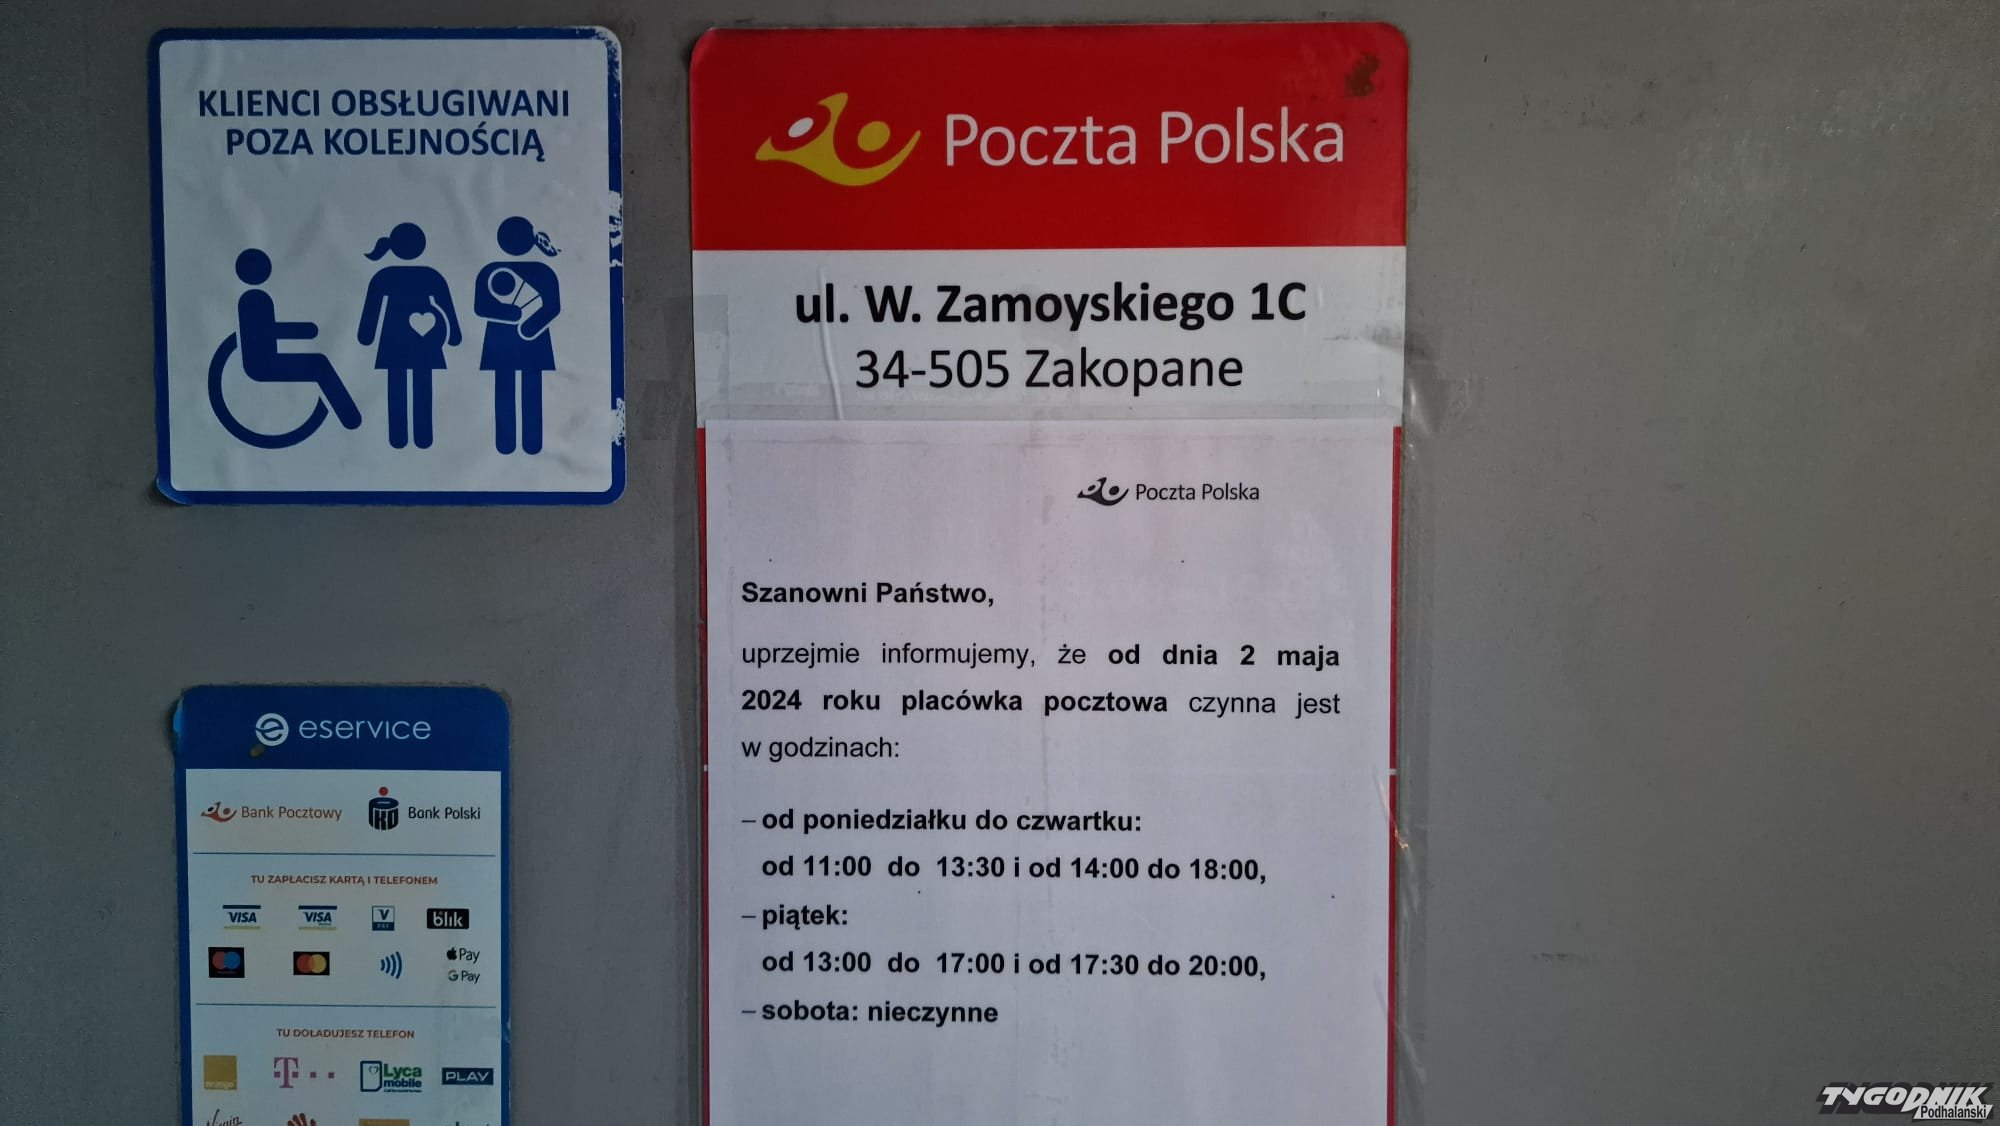 KLIENCI OBSŁUGIWANI
POZA KOLEJNOŚCIĄ
Poczta Polska
ul. W. Zamoyskiego 1C
34-505 Zakopane
Poczta Polska
Szanowni Państwo,
uprzejmie informujemy, że od dnia 2 maja
2024 roku placówka pocztowa czynna jest
w godzinach:
– od poniedziałku do czwartku:
od 11:00 do 13:30 i od 14:00 do 18:00,
– piątek:
od 13:00 do 17:00 i od 17:30 do 20:00,
– sobota: nieczynne
eservice
Bank Pocztowy
PKO Bank Polski
TU ZAPŁACISZ KARTĄ I TELEFONEM
VISA VISA V PAY blik
Pay
G Pay
TU DOŁADUJESZ TELEFON
orange T Lyca mobile PLAY
Virgin
TYGODNIK
Podhalański